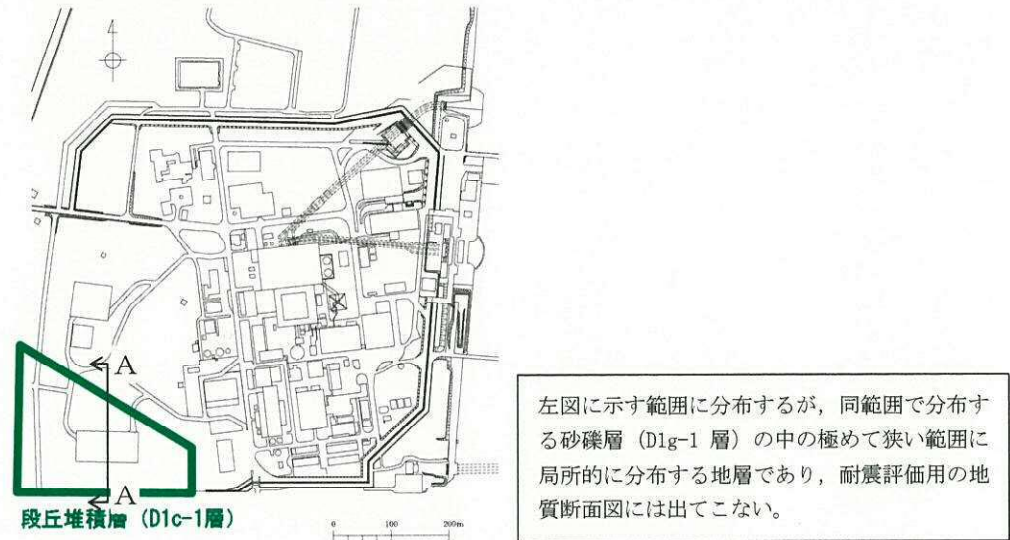 A
A
段丘堆積層 (D1c-1層)
0 100 200m
左図に示す範囲に分布するが，同範囲で分布す
る砂礫層（D1g-1 層）の中の極めて狭い範囲に
局所的に分布する地層であり，耐震評価用の地
質断面図には出てこない。